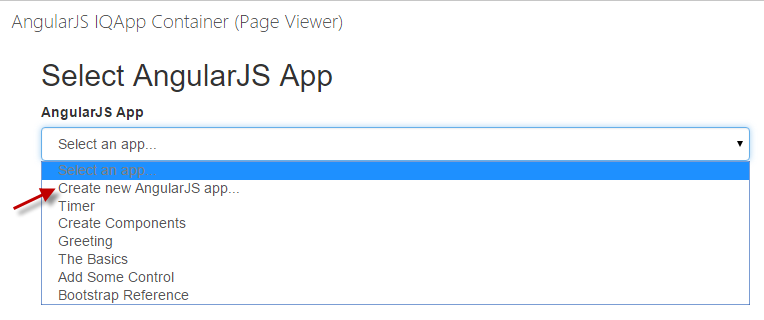 AngularJS IQApp Container (Page Viewer)
Select AngularJS App
AngularJS App
Select an app...
Select an app...
Create new AngularJS app...
Timer
Create Components
Greeting
The Basics
Add Some Control
Bootstrap Reference